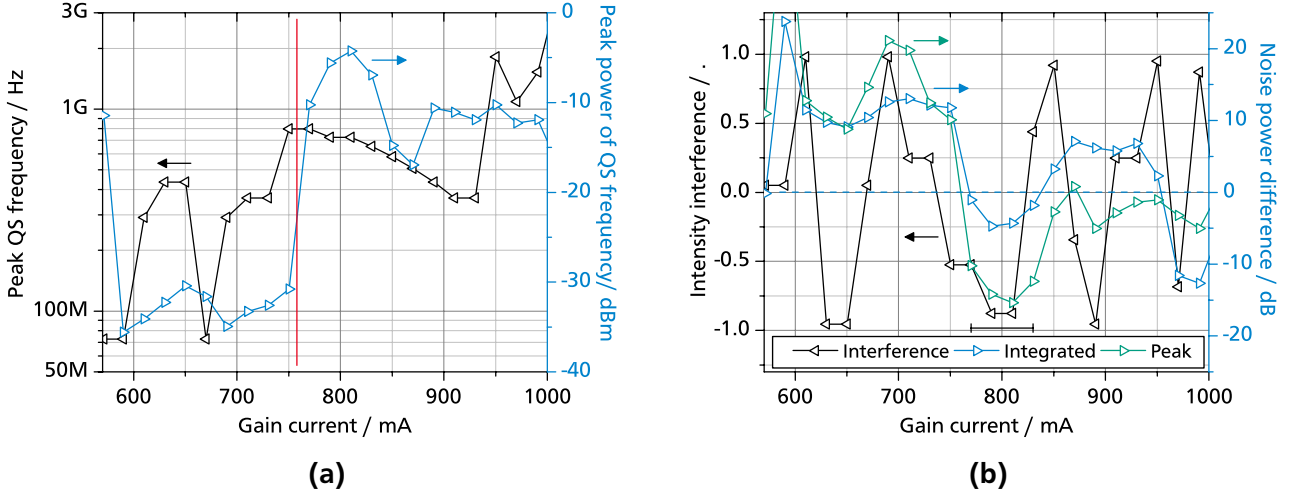 3G
1G
100M
50M
Peak QS frequency / Hz
600
700
800
900
1000
Gain current / mA
0
-10
-20
-30
-40
Peak power of QS frequency/ dBm
(a)
1.0
0.5
0.0
-0.5
-1.0
Intensity interference / .
Interference
Integrated
Peak
600
700
800
900
1000
Gain current / mA
20
10
0
-10
-20
Noise power difference / dB
(b)